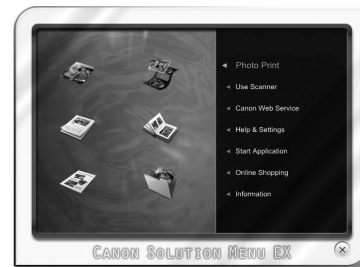 Photo Print
Use Scanner
Canon Web Service
Help & Settings
Start Application
Online Shopping
Information
CANON SOLUTION MENU EX